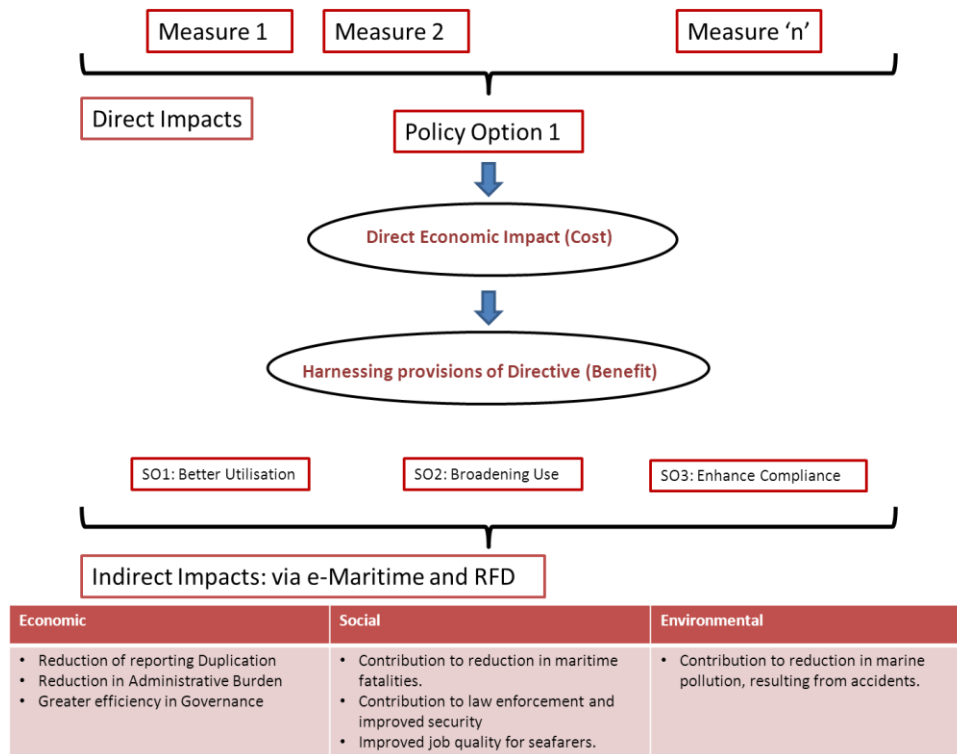 Measure 1
Measure 2
Measure ‘n’
Direct Impacts
Policy Option 1
Direct Economic Impact (Cost)
Harnessing provisions of Directive (Benefit)
SO1: Better Utilisation
SO2: Broadening Use
SO3: Enhance Compliance
Indirect Impacts: via e-Maritime and RFD
Economic
• Reduction of reporting Duplication
• Reduction in Administrative Burden
• Greater efficiency in Governance
Social
• Contribution to reduction in maritime
fatalities.
• Contribution to law enforcement and
improved security
• Improved job quality for seafarers.
Environmental
• Contribution to reduction in marine
pollution, resulting from accidents.